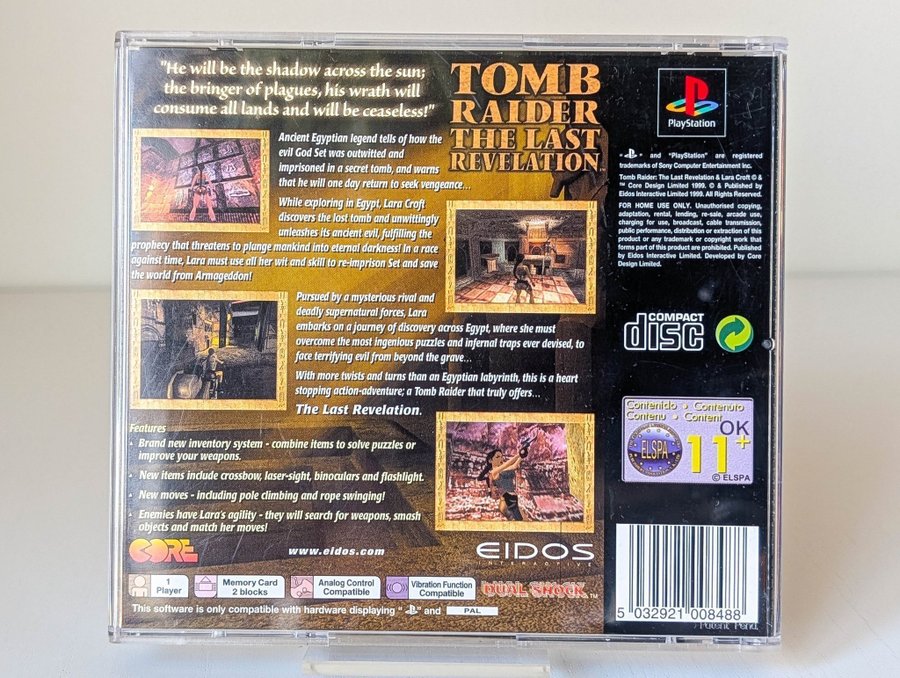 "He will be the shadow across the sun;
the bringer of plagues, his wrath will
consume all lands and will be ceaseless!"
TOMB
RAIDER
THE LAST
REVELATION
Ancient Egyptian legend tells of how the
evil God Set was outwitted and
imprisoned in a secret tomb, and warns
that he will one day return to seek vengeance...
While exploring in Egypt, Lara Croft
discovers the lost tomb and unwittingly
unleashes its ancient evil, fulfilling the
prophecy that threatens to plunge mankind into eternal darkness! In a race
against time, Lara must use all her wit and skill to re-imprison Set and save
the world from Armageddon!
Pursued by a mysterious rival and
deadly supernatural forces, Lara
embarks on a journey of discovery across Egypt, where she must
overcome the most ingenious puzzles and infernal traps ever devised, to
face terrifying evil from beyond the grave...
With more twists and turns than an Egyptian labyrinth, this is a heart
stopping action-adventure; a Tomb Raider that truly offers...
The Last Revelation.
Features
Brand new inventory system - combine items to solve puzzles or
improve your weapons.
New items include crossbow, laser-sight, binoculars and flashlight.
New moves - including pole climbing and rope swinging!
Enemies have Lara's agility - they will search for weapons, smash
objects and match her moves!
CORE
www.eidos.com
EIDOS
INTERACTIVE
1
Player
Memory Card
2 blocks
Analog Control
Compatible
Vibration Function
Compatible
DUAL SHOCK™
This software is only compatible with hardware displaying " " and PAL
PlayStation
" " and "PlayStation" are registered
trademarks of Sony Computer Entertainment Inc.
Tomb Raider: The Last Revelation & Lara Croft © &
™ Core Design Limited 1999. © & Published by
Eidos Interactive Limited 1999. All Rights Reserved.
FOR HOME USE ONLY. Unauthorised copying,
adaptation, rental, lending, re-sale, arcade use,
charging for use, broadcast, cable transmission,
public performance, distribution or extraction of this
product or any trademark or copyright work that
forms part of this product are prohibited. Published
by Eidos Interactive Limited. Developed by Core
Design Limited.
COMPACT
disc
Contenido • Contenuto
Contenu • Content
OK
ELSPA
11+
© ELSPA
5 032921 008488
Patent Pend.